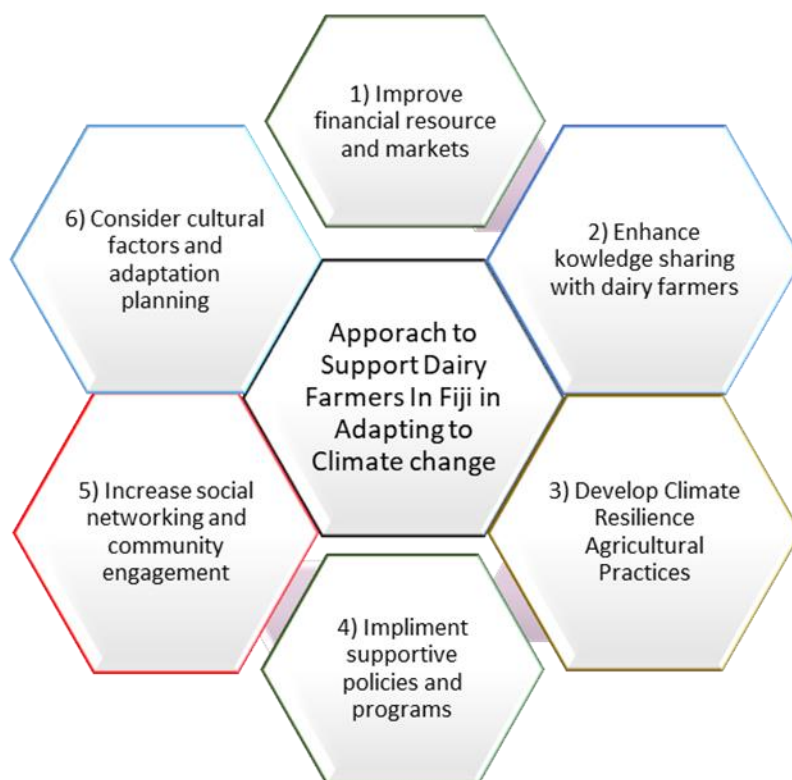 1) Improve
financial resource
and markets
2) Enhance
kowledge sharing
with dairy farmers
3) Develop Climate
Resilience
Agricultural
Practices
4) Impliment
supportive
policies and
programs
5) Increase social
networking and
community
engagement
6) Consider cultural
factors and
adaptation
planning
Apporach to
Support Dairy
Farmers In Fiji in
Adapting to
Climate change